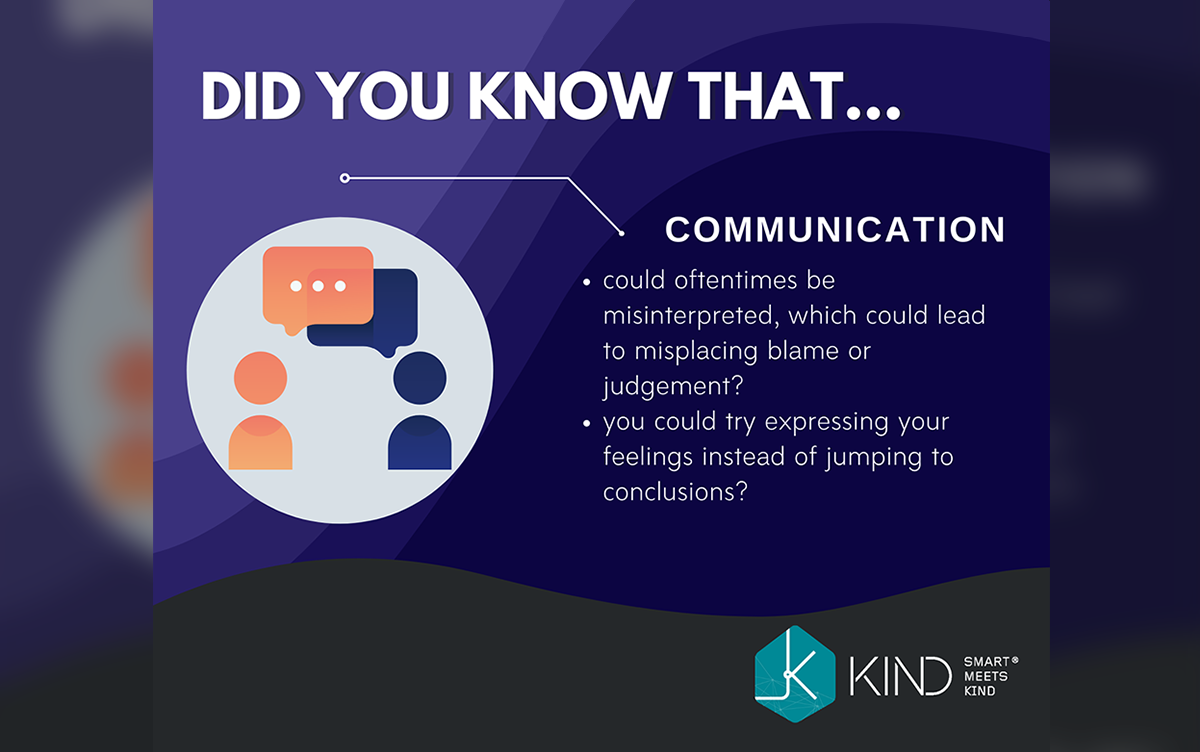 DID YOU KNOW THAT...
COMMUNICATION
• could oftentimes be
misinterpreted, which could lead
to misplacing blame or
judgement?
• you could try expressing your
feelings instead of jumping to
conclusions?
KIND
SMART®
MEETS
KIND